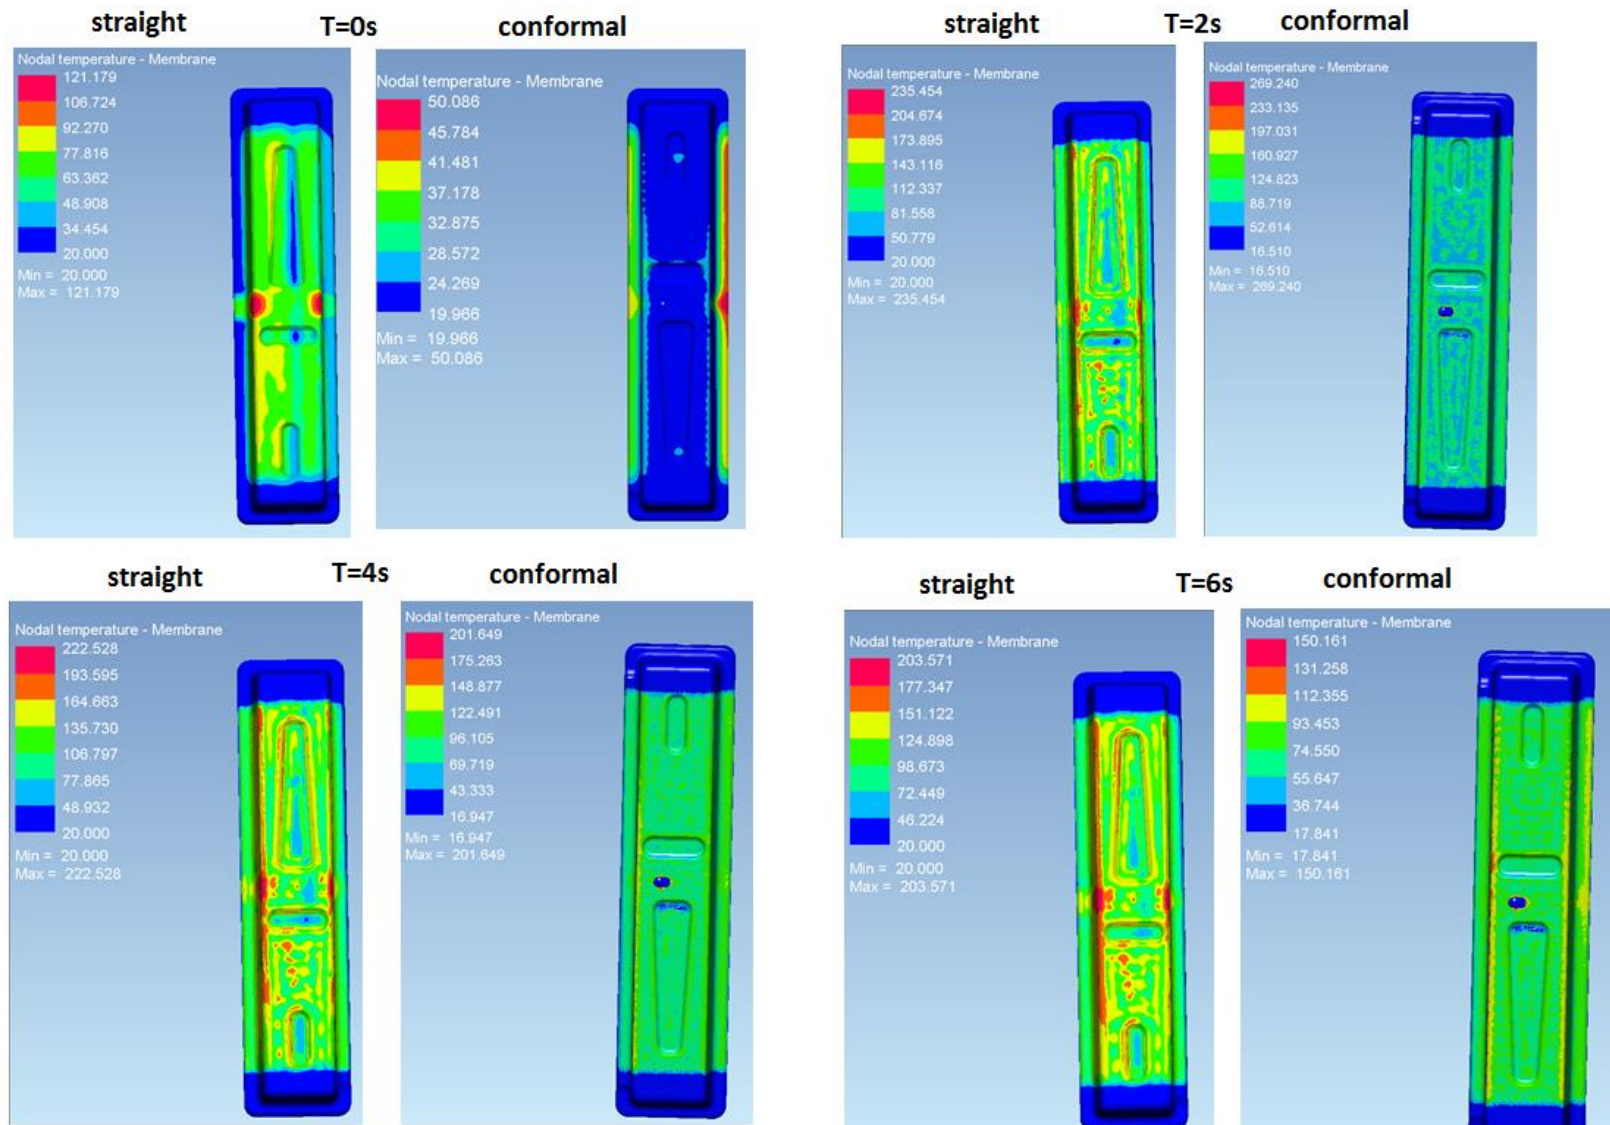 straight T=0s conformal
Nodal temperature - Membrane
121.179
106.724
92.270
77.816
63.362
48.908
34.454
20.000
Min = 20.000
Max = 121.179
Nodal temperature - Membrane
50.086
45.784
41.481
37.178
32.875
28.572
24.269
19.966
Min = 19.966
Max = 50.086
straight T=2s conformal
Nodal temperature - Membrane
235.454
204.674
173.895
143.116
112.337
81.558
50.779
20.000
Min = 20.000
Max = 235.454
Nodal temperature - Membrane
269.240
233.135
197.031
160.927
124.823
88.719
52.614
16.510
Min = 16.510
Max = 269.240
straight T=4s conformal
Nodal temperature - Membrane
222.528
193.595
164.663
135.730
106.797
77.865
48.932
20.000
Min = 20.000
Max = 222.528
Nodal temperature - Membrane
201.649
175.263
148.877
122.491
96.105
69.719
43.333
16.947
Min = 16.947
Max = 201.649
straight T=6s conformal
Nodal temperature - Membrane
203.571
177.347
151.122
124.898
98.673
72.449
46.224
20.000
Min = 20.000
Max = 203.571
Nodal temperature - Membrane
150.161
131.258
112.355
93.453
74.550
55.647
36.744
17.841
Min = 17.841
Max = 150.161